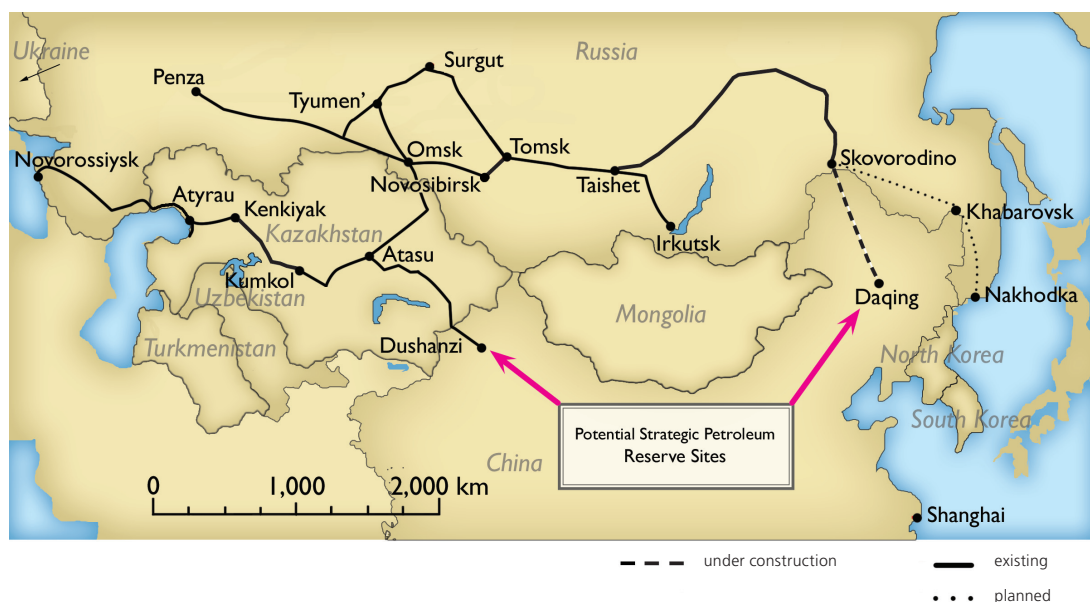 Ukraine
Russia
Penza
Surgut
Tyumen’
Omsk
Tomsk
Novosibirsk
Taishet
Skovorodino
Novorossiysk
Atyrau
Kenkiyak
Kazakhstan
Khabarovsk
Irkutsk
Atasu
Kumkol
Uzbekistan
Daqing
Nakhodka
Mongolia
Turkmenistan
Dushanzi
North Korea
South Korea
Potential Strategic Petroleum
Reserve Sites
China
0 1,000 2,000 km
Shanghai
under construction
existing
planned